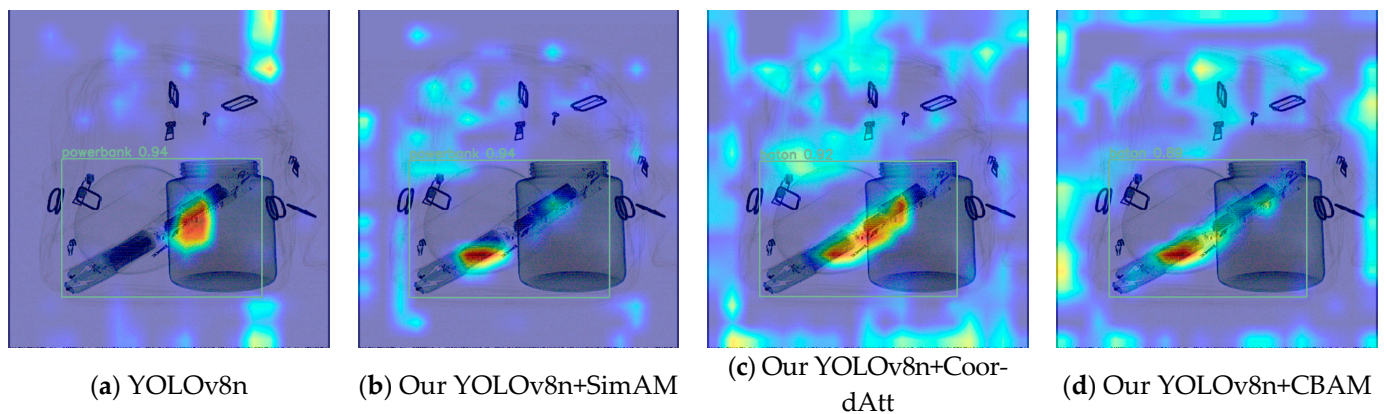 powerbank 0.94
powerbank 0.94
baton 0.92
baton 0.88
(a) YOLOv8n
(b) Our YOLOv8n+SimAM
(c) Our YOLOv8n+Coor-
dAtt
(d) Our YOLOv8n+CBAM